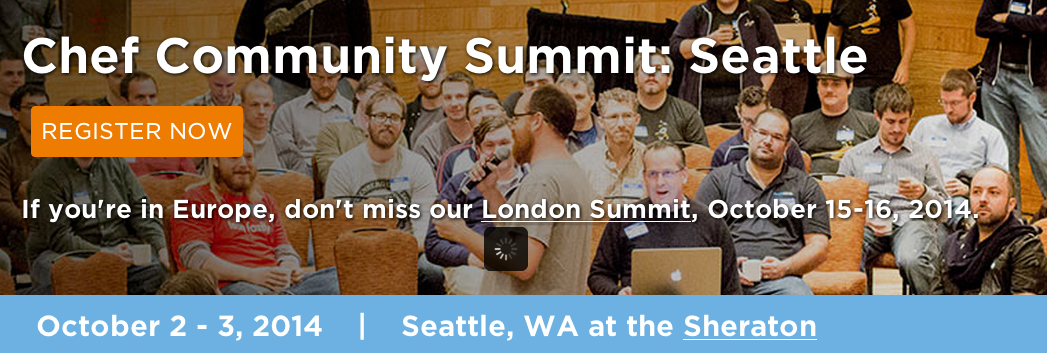 Chef Community Summit: Seattle
REGISTER NOW
If you're in Europe, don't miss our London Summit, October 15-16, 2014.
October 2 - 3, 2014 | Seattle, WA at the Sheraton